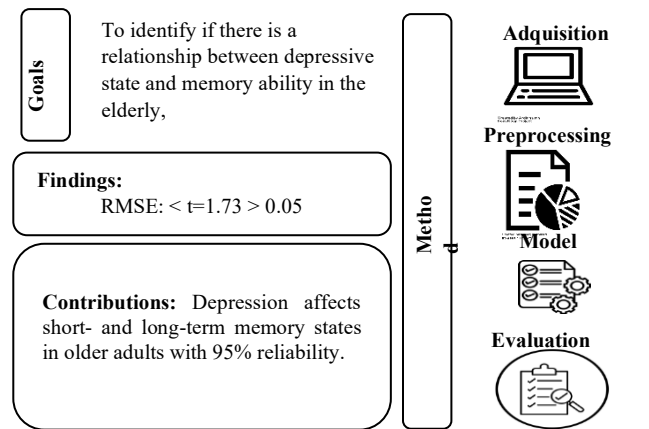 Goals
To identify if there is a
relationship between depressive
state and memory ability in the
elderly,
Findings:
RMSE: < t=1.73 > 0.05
Contributions: Depression affects
short- and long-term memory states
in older adults with 95% reliability.
Metho
d
Adquisition
Preprocessing
Model
Evaluation